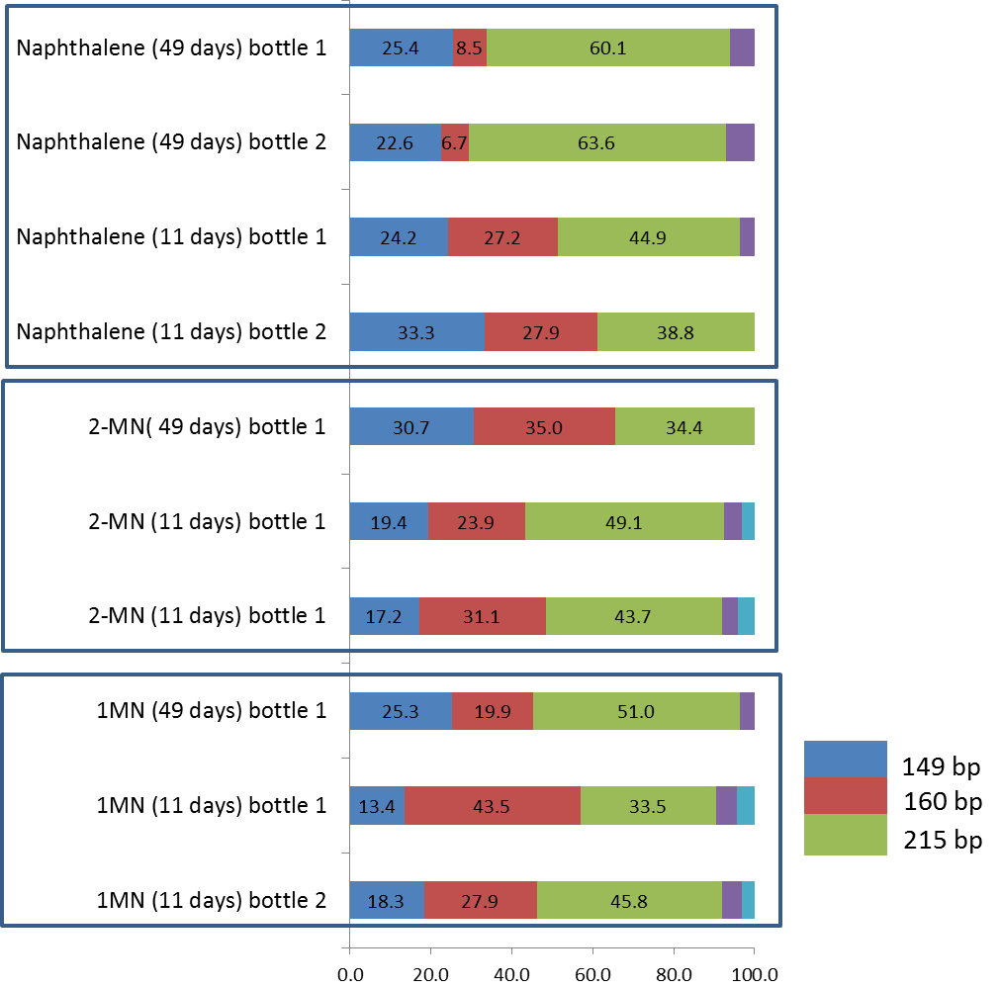 Naphthalene (49 days) bottle 1 25.4 8.5 60.1
Naphthalene (49 days) bottle 2 22.6 6.7 63.6
Naphthalene (11 days) bottle 1 24.2 27.2 44.9
Naphthalene (11 days) bottle 2 33.3 27.9 38.8
2-MN( 49 days) bottle 1 30.7 35.0 34.4
2-MN (11 days) bottle 1 19.4 23.9 49.1
2-MN (11 days) bottle 1 17.2 31.1 43.7
1MN (49 days) bottle 1 25.3 19.9 51.0
1MN (11 days) bottle 1 13.4 43.5 33.5
1MN (11 days) bottle 2 18.3 27.9 45.8
0.0 20.0 40.0 60.0 80.0 100.0
149 bp
160 bp
215 bp